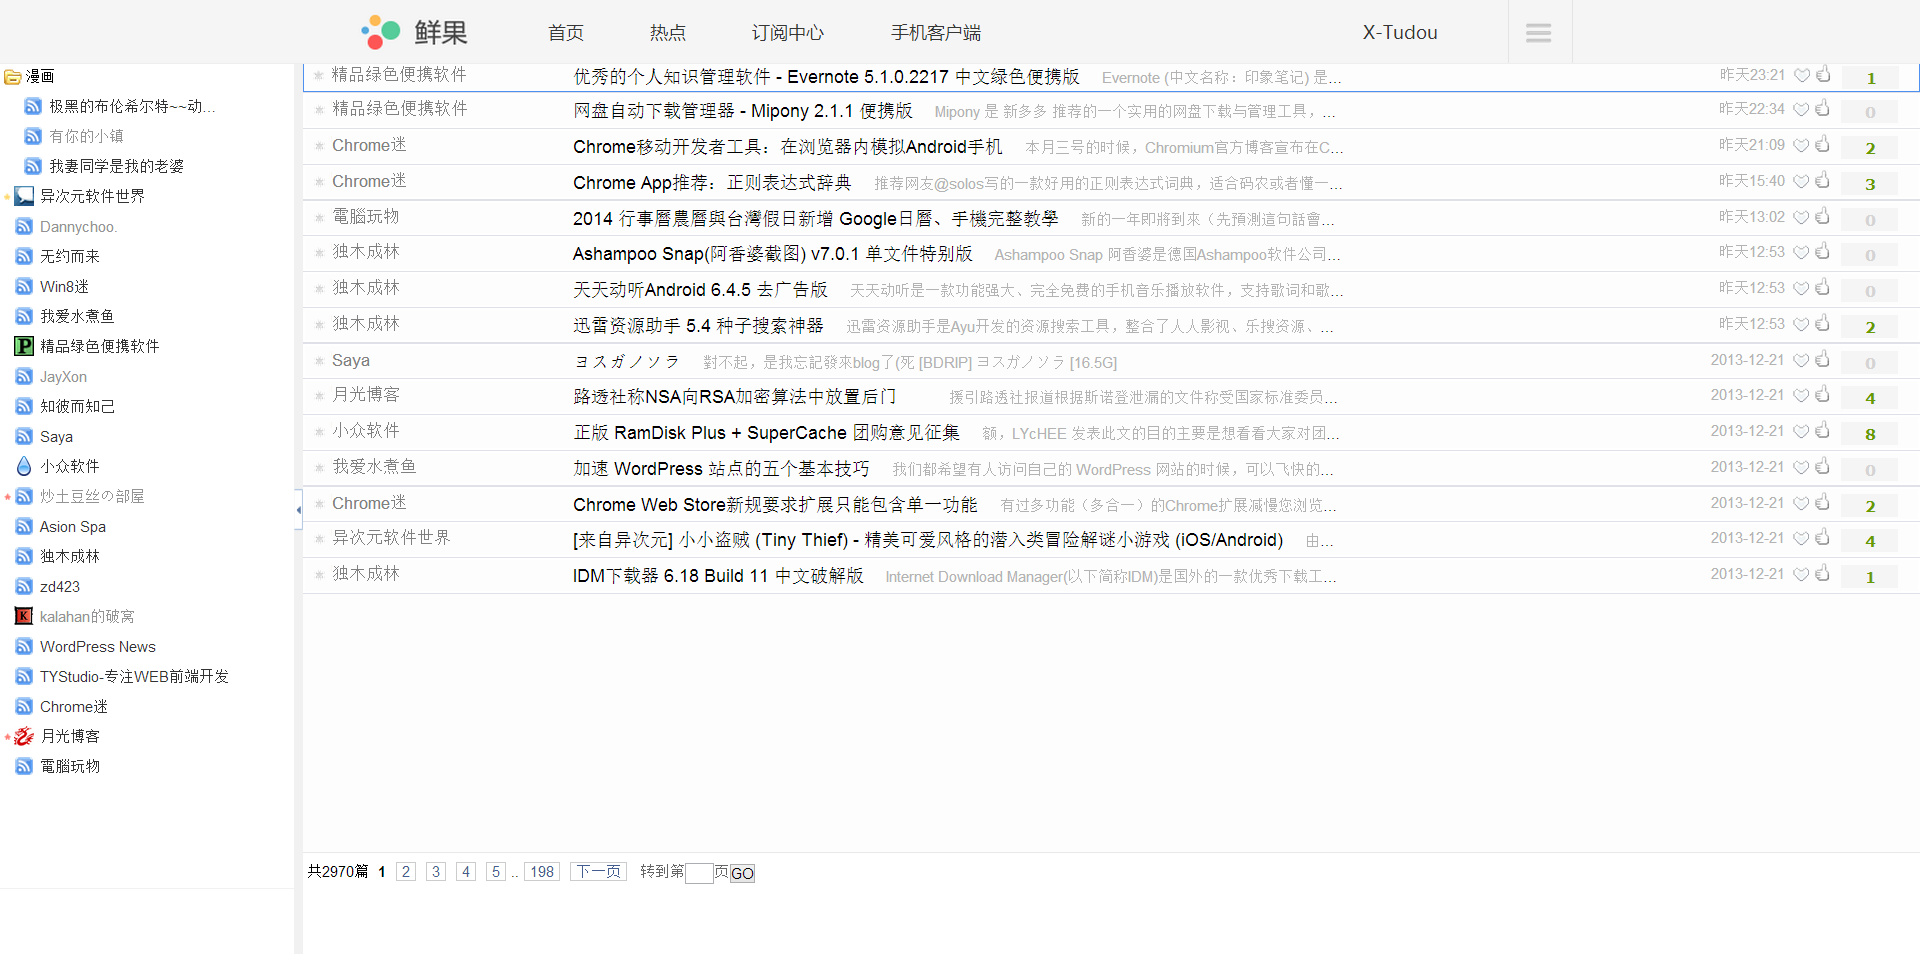 鲜果 首页 热点 订阅中心 手机客户端 X-Tudou
漫画
极黑的布伦希尔特~~动...
有你的小镇
我妻同学是我的老婆
异次元软件世界
Dannychoo.
无约而来
Win8迷
我爱水煮鱼
精品绿色便携软件
JayXon
知彼而知己
Saya
小众软件
炒土豆丝の部屋
Asion Spa
独木成林
zd423
kalahan的破窝
WordPress News
TYStudio-专注WEB前端开发
Chrome迷
月光博客
電腦玩物
精品绿色便携软件 优秀的个人知识管理软件 - Evernote 5.1.0.2217 中文绿色便携版 Evernote (中文名称：印象笔记) 是... 昨天23:21 1
精品绿色便携软件 网盘自动下载管理器 - Mipony 2.1.1 便携版 Mipony 是 新多多 推荐的一个实用的网盘下载与管理工具，... 昨天22:34 0
Chrome迷 Chrome移动开发者工具：在浏览器内模拟Android手机 本月三号的时候，Chromium官方博客宣布在C... 昨天21:09 2
Chrome迷 Chrome App推荐：正则表达式辞典 推荐网友@solos写的一款好用的正则表达式词典，适合码农或者懂一... 昨天15:40 3
電腦玩物 2014 行事曆農曆與台灣假日新增 Google日曆、手機完整教學 新的一年即將到來（先預測這句話會... 昨天13:02 0
独木成林 Ashampoo Snap(阿香婆截图) v7.0.1 单文件特别版 Ashampoo Snap 阿香婆是德国Ashampoo软件公司... 昨天12:53 0
独木成林 天天动听Android 6.4.5 去广告版 天天动听是一款功能强大、完全免费的手机音乐播放软件，支持歌词和歌... 昨天12:53 0
独木成林 迅雷资源助手 5.4 种子搜索神器 迅雷资源助手是Ayu开发的资源搜索工具，整合了人人影视、乐搜资源、... 昨天12:53 2
Saya ヨスガノソラ 對不起，是我忘記發來blog了(死 [BDRIP] ヨスガノソラ [16.5G] 2013-12-21 0
月光博客 路透社称NSA向RSA加密算法中放置后门 援引路透社报道根据斯诺登泄漏的文件称受国家标准委员... 2013-12-21 4
小众软件 正版 RamDisk Plus + SuperCache 团购意见征集 额，LYcHEE 发表此文的目的主要是想看看大家对团... 2013-12-21 8
我爱水煮鱼 加速 WordPress 站点的五个基本技巧 我们都希望有人访问自己的 WordPress 网站的时候，可以飞快的... 2013-12-21 0
Chrome迷 Chrome Web Store新规要求扩展只能包含单一功能 有过多功能（多合一）的Chrome扩展减慢您浏览... 2013-12-21 2
异次元软件世界 [来自异次元] 小小盗贼 (Tiny Thief) - 精美可爱风格的潜入类冒险解谜小游戏 (iOS/Android) 由... 2013-12-21 4
独木成林 IDM下载器 6.18 Build 11 中文破解版 Internet Download Manager(以下简称IDM)是国外的一款优秀下载工... 2013-12-21 1
共2970篇 1 2 3 4 5 .. 198 下一页 转到第 页 GO